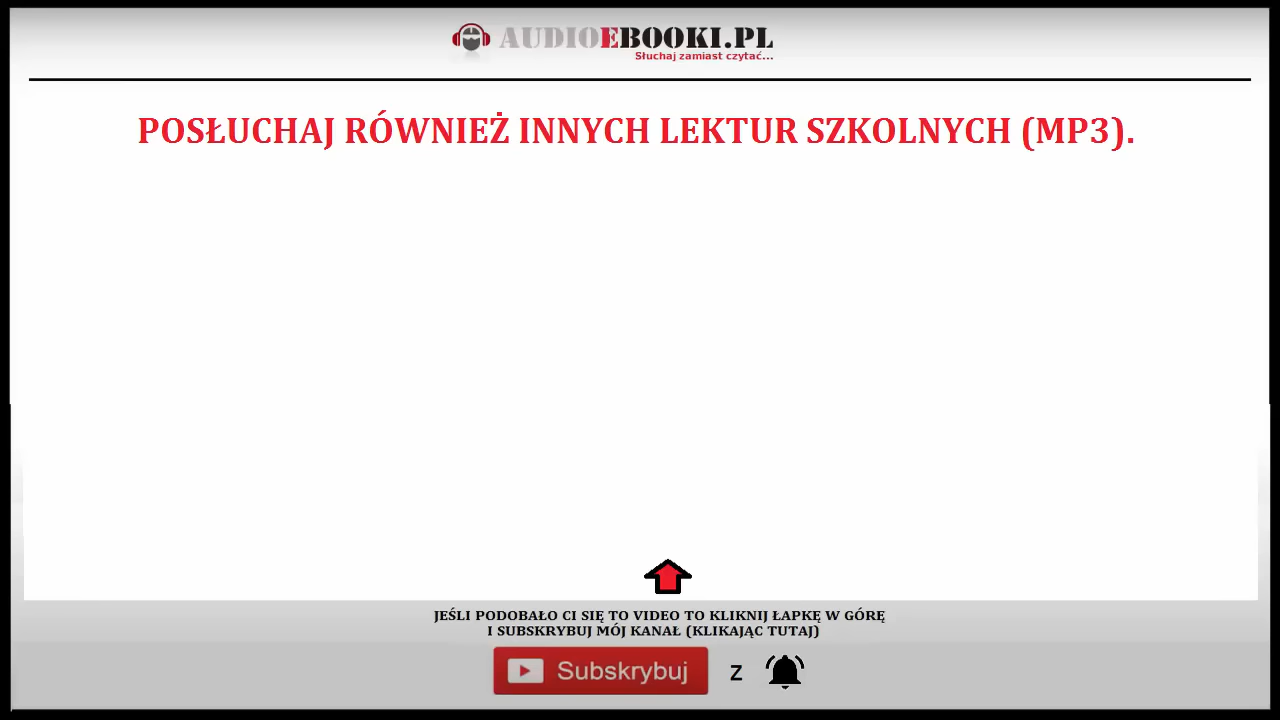 AUDIOEBOOKI.PL
Słuchaj zamiast czytać...
POSŁUCHAJ RÓWNIEŻ INNYCH LEKTUR SZKOLNYCH (MP3).
JEŚLI PODOBAŁO CI SIĘ TO VIDEO TO KLIKNIJ ŁAPKĘ W GÓRĘ
I SUBSKRYBUJ MÓJ KANAŁ (KLIKAJĄC TUTAJ)
Subskrybuj z